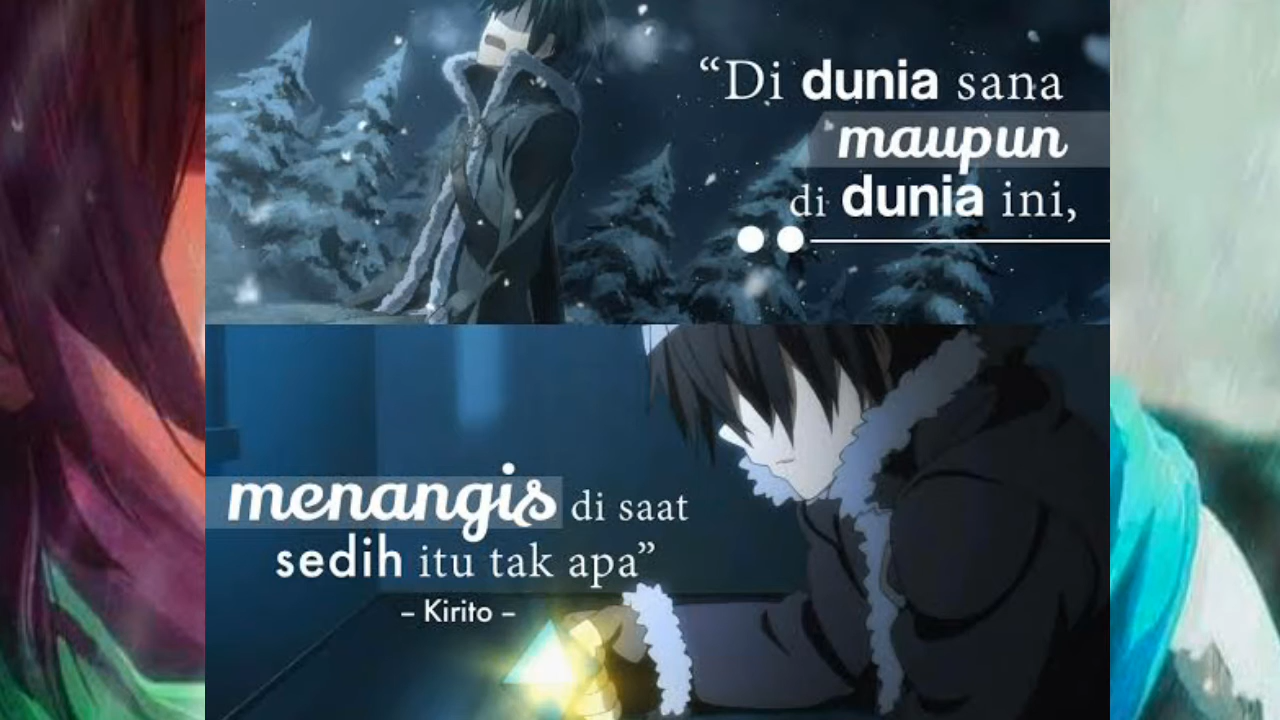 “Di dunia sana
maupun
di dunia ini,
menangis di saat
sedih itu tak apa”
– Kirito –